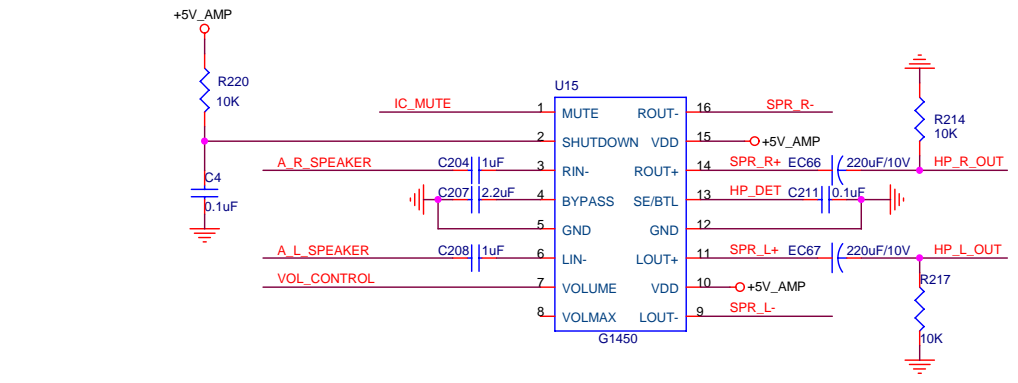 +5V_AMP
R220
10K
C4
0.1uF
U15
IC_MUTE 1 MUTE ROUT- 16 SPR_R-
2 SHUTDOWN VDD 15 +5V_AMP
A_R_SPEAKER C204 1uF 3 RIN- ROUT+ 14 SPR_R+ EC66 220uF/10V HP_R_OUT
C207 2.2uF 4 BYPASS SE/BTL 13 HP_DET C211 0.1uF
5 GND GND 12
A_L_SPEAKER C208 1uF 6 LIN- LOUT+ 11 SPR_L+ EC67 220uF/10V HP_L_OUT
VOL_CONTROL 7 VOLUME VDD 10 +5V_AMP
8 VOLMAX LOUT- 9 SPR_L-
G1450
R214
10K
R217
10K